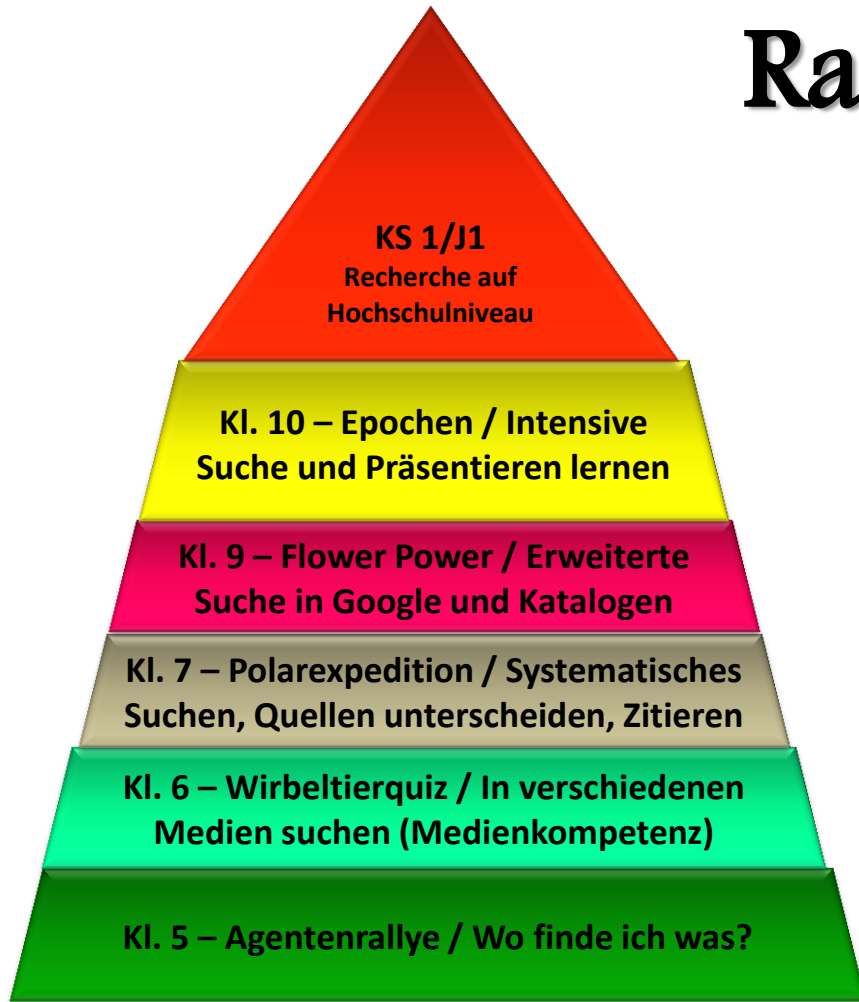 Ra
KS 1/J1
Recherche auf
Hochschulniveau
Kl. 10 – Epochen / Intensive
Suche und Präsentieren lernen
Kl. 9 – Flower Power / Erweiterte
Suche in Google und Katalogen
Kl. 7 – Polarexpedition / Systematisches
Suchen, Quellen unterscheiden, Zitieren
Kl. 6 – Wirbeltierquiz / In verschiedenen
Medien suchen (Medienkompetenz)
Kl. 5 – Agentenrallye / Wo finde ich was?